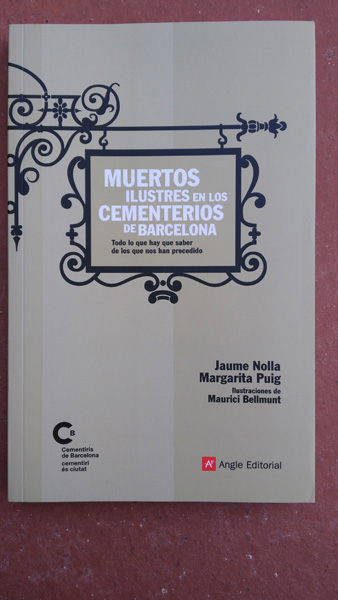 MUERTOS
ILUSTRES EN LOS
CEMENTERIOS
DE BARCELONA
Todo lo que hay que saber
de los que nos han precedido
Jaume Nolla
Margarita Puig
Ilustraciones de
Maurici Bellmunt
CB
Cementiris
de Barcelona
cementiri
és ciutat
A Angle Editorial